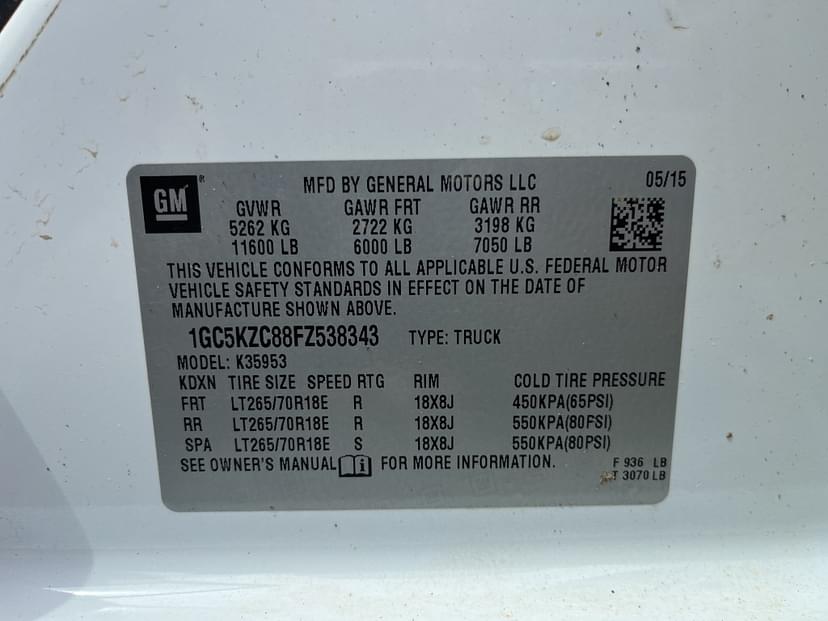 GM ® MFD BY GENERAL MOTORS LLC 05/15
GVWR GAWR FRT GAWR RR
5262 KG 2722 KG 3198 KG
11600 LB 6000 LB 7050 LB
THIS VEHICLE CONFORMS TO ALL APPLICABLE U.S. FEDERAL MOTOR
VEHICLE SAFETY STANDARDS IN EFFECT ON THE DATE OF
MANUFACTURE SHOWN ABOVE.
1GC5KZC88FZ538343 TYPE: TRUCK
MODEL: K35953
KDXN TIRE SIZE SPEED RTG RIM COLD TIRE PRESSURE
FRT LT265/70R18E R 18X8J 450KPA(65PSI)
RR LT265/70R18E R 18X8J 550KPA(80PSI)
SPA LT265/70R18E S 18X8J 550KPA(80PSI)
SEE OWNER'S MANUAL FOR MORE INFORMATION.
F 936 LB
3070 LB